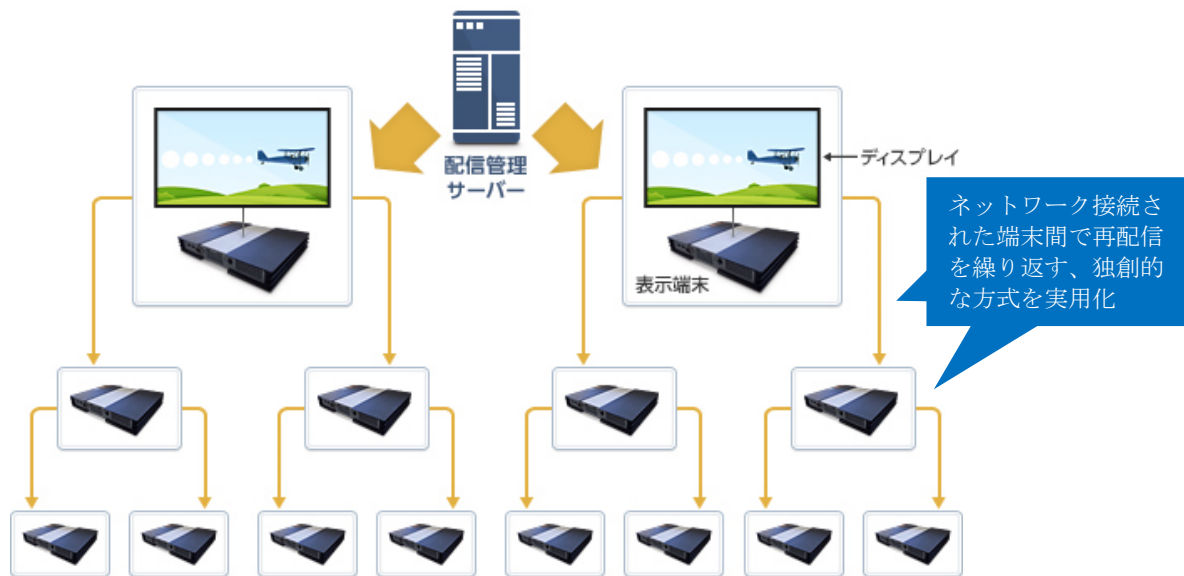 配信管理
サーバー
ディスプレイ
表示端末
ネットワーク接続さ
れた端末間で再配信
を繰り返す、独創的
な方式を実用化